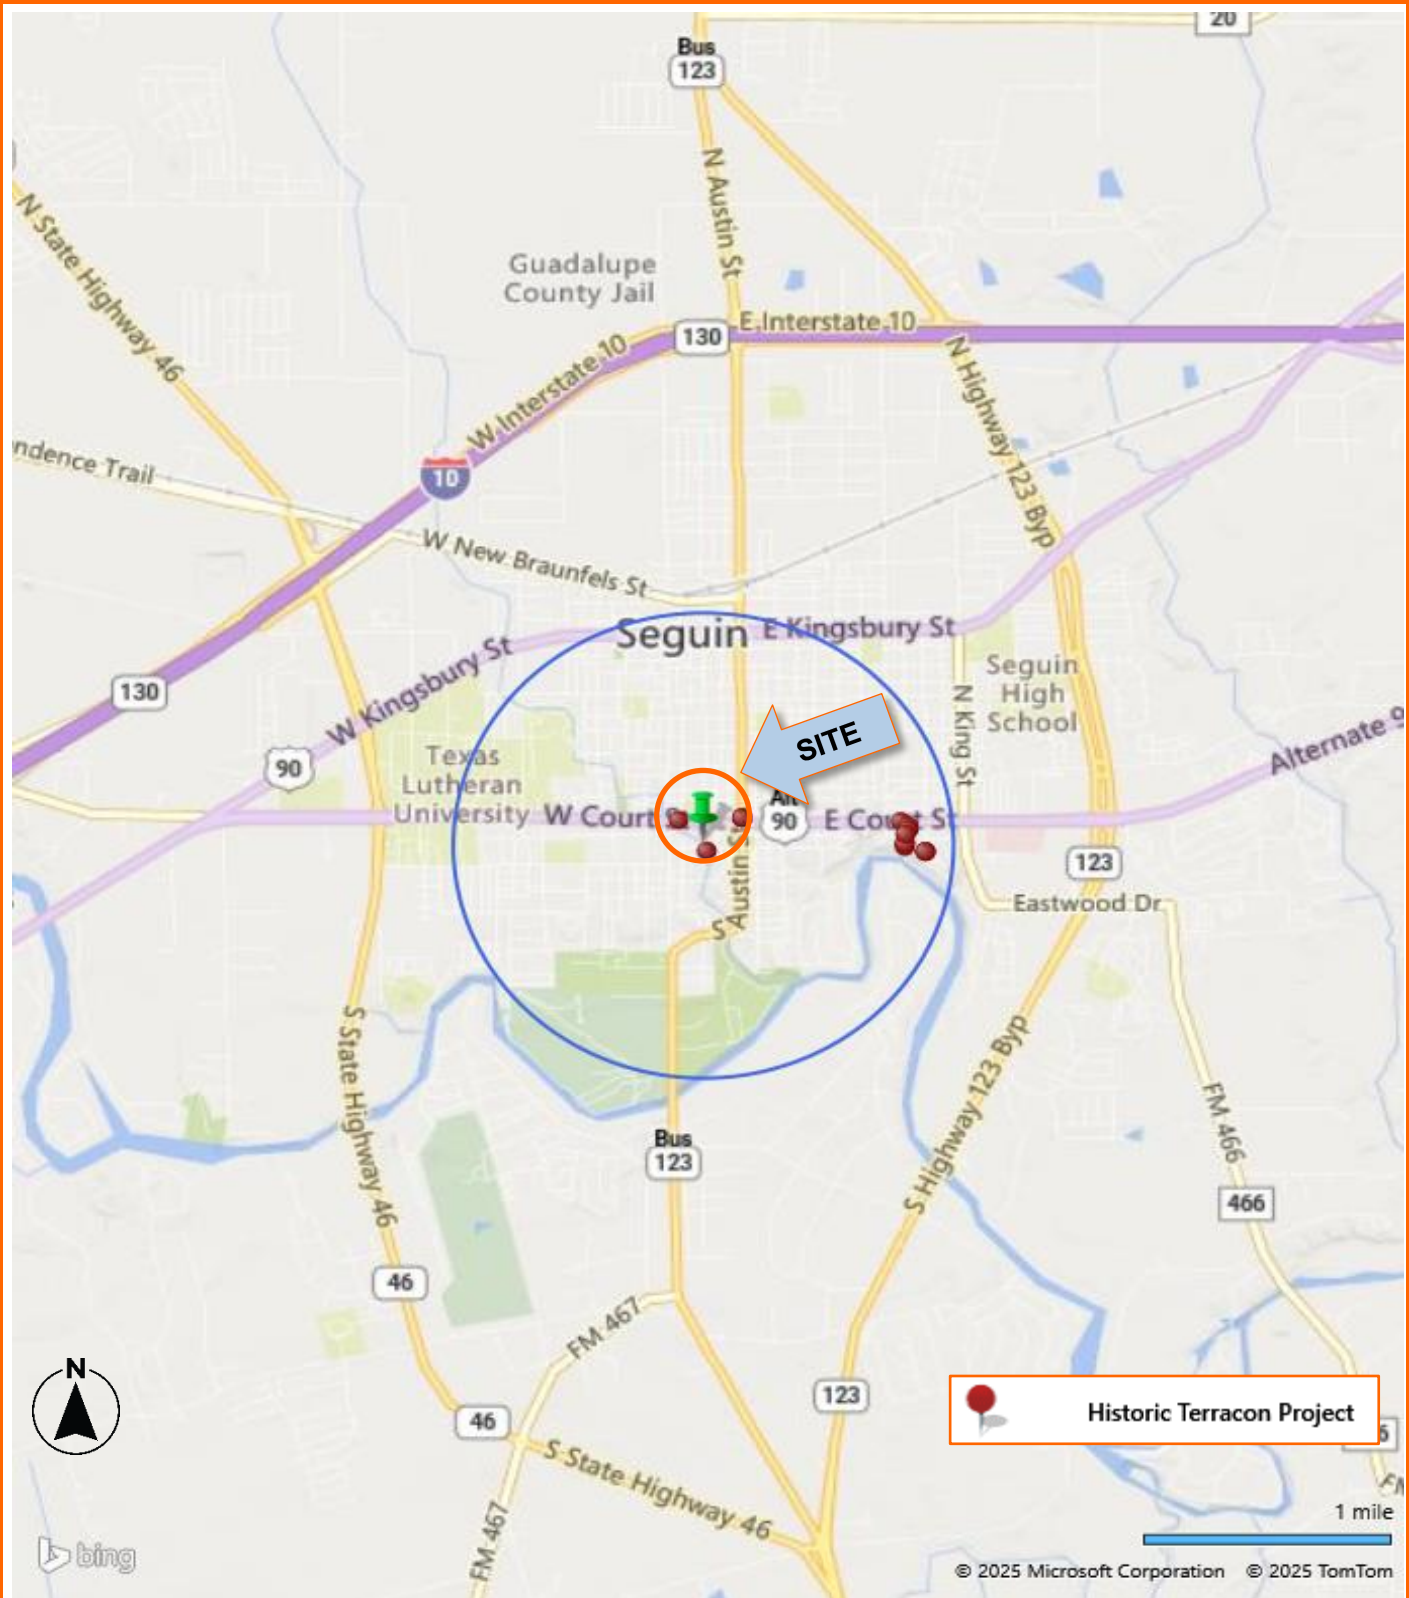 20
Bus
123
N Austin St
N State Highway 46
Guadalupe
County Jail
130
E Interstate 10
W Interstate 10
N Highway 123 Byp
ndence Trail
10
W New Braunfels St
Seguin
E Kingsbury St
W Kingsbury St
130
Seguin
High
School
N King St
SITE
Alternate 9
90
Texas
Lutheran
University
W Court S
Alt
90
E Court St
S Austin St
123
Eastwood Dr
S State Highway 46
S Highway 123 Byp
FM 466
Bus
123
466
46
FM 467
N
123
Historic Terracon Project
46
S State Highway 46
6
FM
FM 467
1 mile
bing
© 2025 Microsoft Corporation © 2025 TomTom